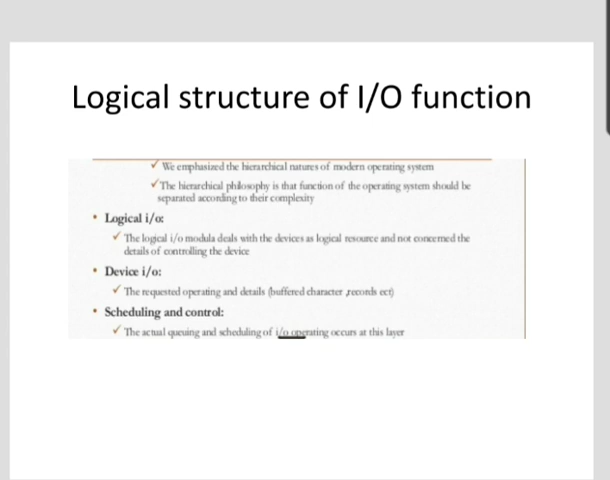 Logical structure of I/O function
✓ We emphasized the hierarchical natures of modern operating system
✓ The hierarchical philosophy is that function of the operating system should be
separated according to their complexity
• Logical i/o:
✓ The logical i/o modula deals with the devices as logical resource and not concerned the
details of controlling the device
• Device i/o:
✓ The requested operating and details (buffered character ,records ect)
• Scheduling and control:
✓ The actual queuing and scheduling of i/o operating occurs at this layer